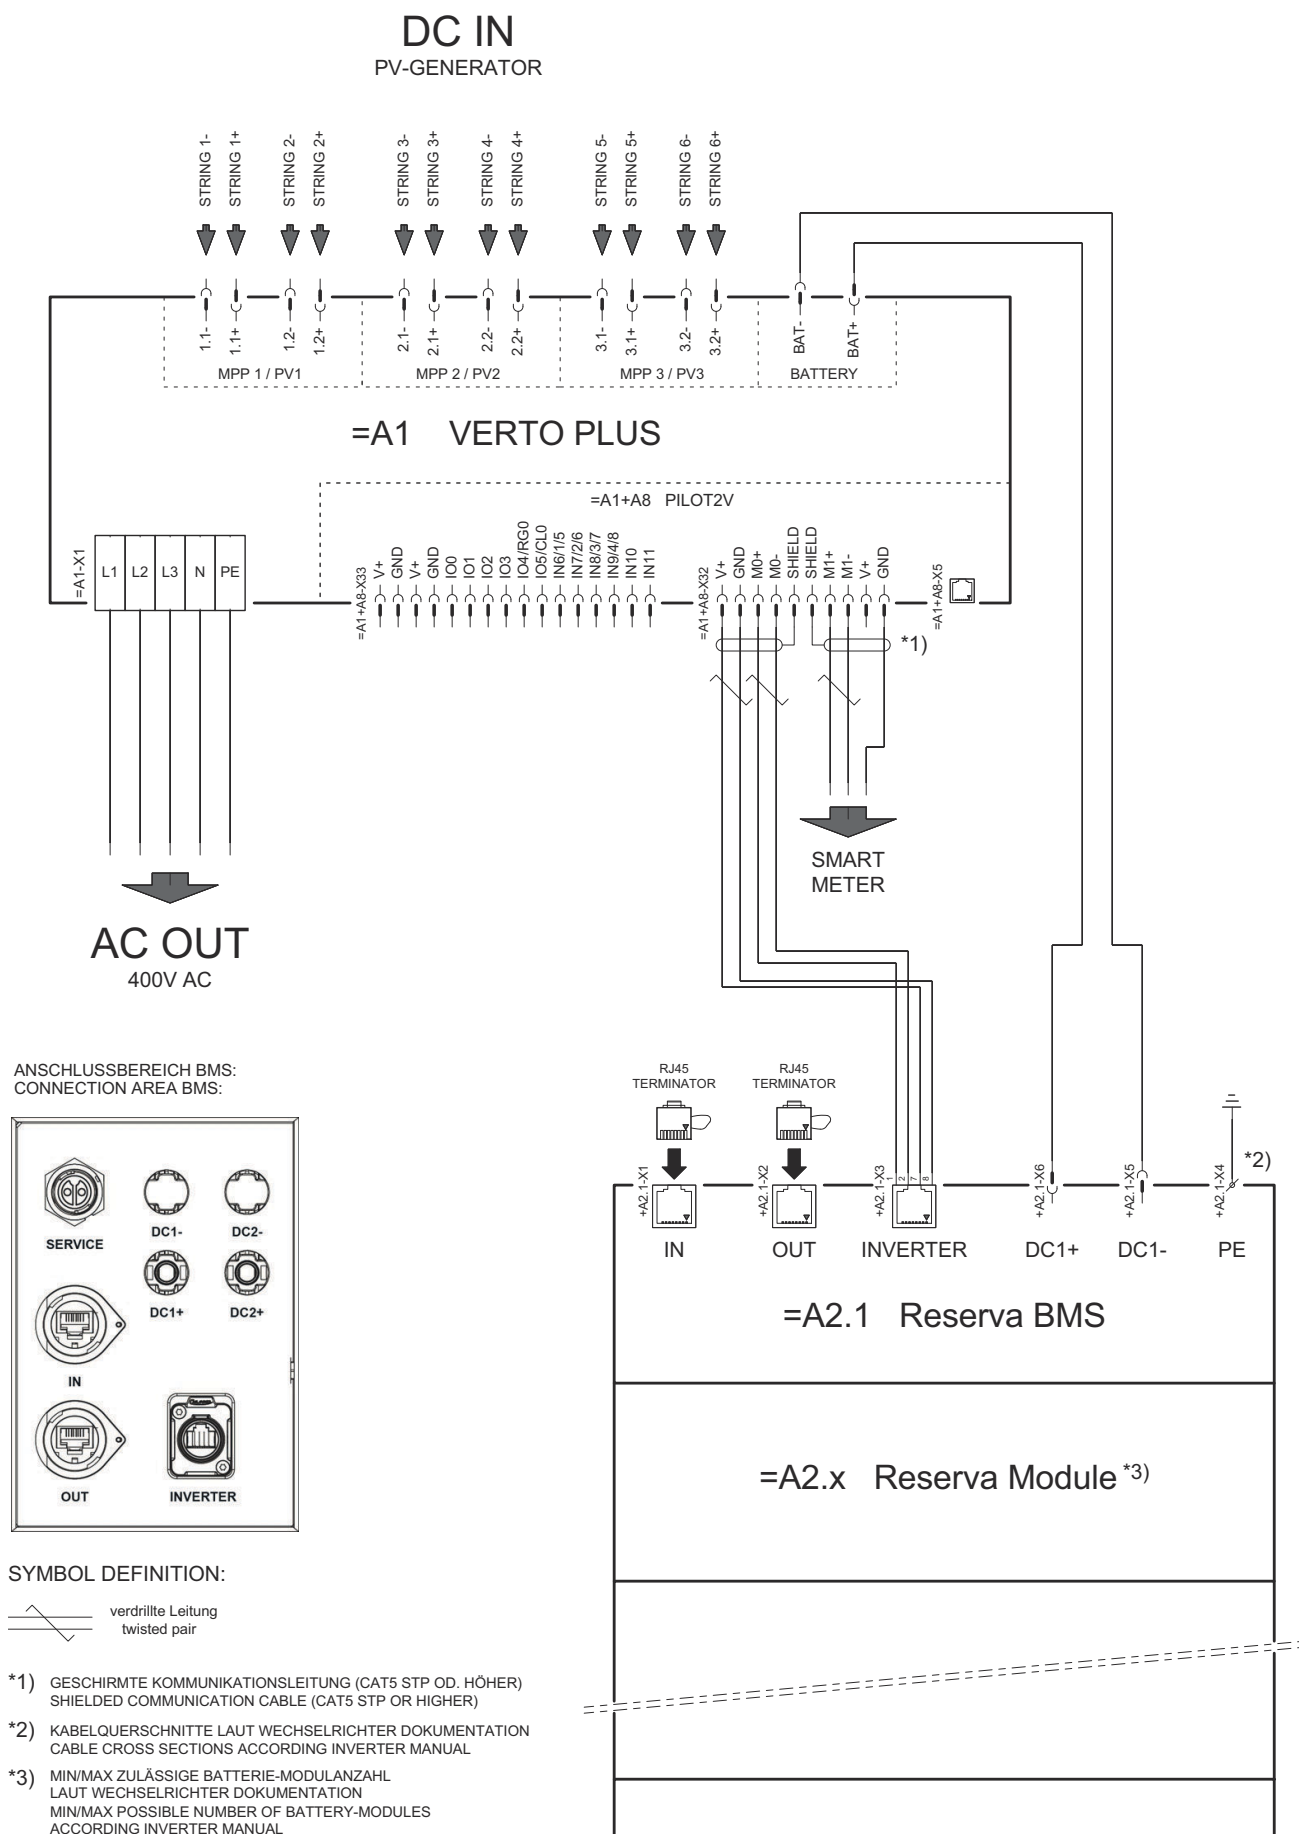 DC IN
PV-GENERATOR
STRING 1-
STRING 1+
STRING 2-
STRING 2+
STRING 3-
STRING 3+
STRING 4-
STRING 4+
STRING 5-
STRING 5+
STRING 6-
STRING 6+
1.1-
1.1+
1.2-
1.2+
2.1-
2.1+
2.2-
2.2+
3.1-
3.1+
3.2-
3.2+
BAT-
BAT+
MPP 1 / PV1
MPP 2 / PV2
MPP 3 / PV3
BATTERY
=A1 VERTO PLUS
=A1+A8 PILOT2V
=A1-X1
L1
L2
L3
N
PE
=A1+A8-X33
V+
GND
V+
GND
IO0
IO1
IO2
IO3
IO4/RG0
IO5/CL0
IN6/1/5
IN7/2/6
IN8/3/7
IN9/4/8
IN10
IN11
=A1+A8-X32
V+
GND
M0+
M0-
SHIELD
SHIELD
M1+
M1-
V+
GND
=A1+A8-X5
*1)
SMART
METER
AC OUT
400V AC
ANSCHLUSSBEREICH BMS:
CONNECTION AREA BMS:
SERVICE
DC1-
DC2-
DC1+
DC2+
IN
OUT
INVERTER
RJ45
TERMINATOR
RJ45
TERMINATOR
+A2.1-X1
+A2.1-X2
+A2.1-X3
1
2
7
8
+A2.1-X6
+A2.1-X5
+A2.1-X4
*2)
IN
OUT
INVERTER
DC1+
DC1-
PE
=A2.1 Reserva BMS
=A2.x Reserva Module *3)
SYMBOL DEFINITION:
verdrillte Leitung
twisted pair
*1) GESCHIRMTE KOMMUNIKATIONSLEITUNG (CAT5 STP OD. HÖHER)
SHIELDED COMMUNICATION CABLE (CAT5 STP OR HIGHER)
*2) KABELQUERSCHNITTE LAUT WECHSELRICHTER DOKUMENTATION
CABLE CROSS SECTIONS ACCORDING INVERTER MANUAL
*3) MIN/MAX ZULÄSSIGE BATTERIE-MODULANZAHL
LAUT WECHSELRICHTER DOKUMENTATION
MIN/MAX POSSIBLE NUMBER OF BATTERY-MODULES
ACCORDING INVERTER MANUAL